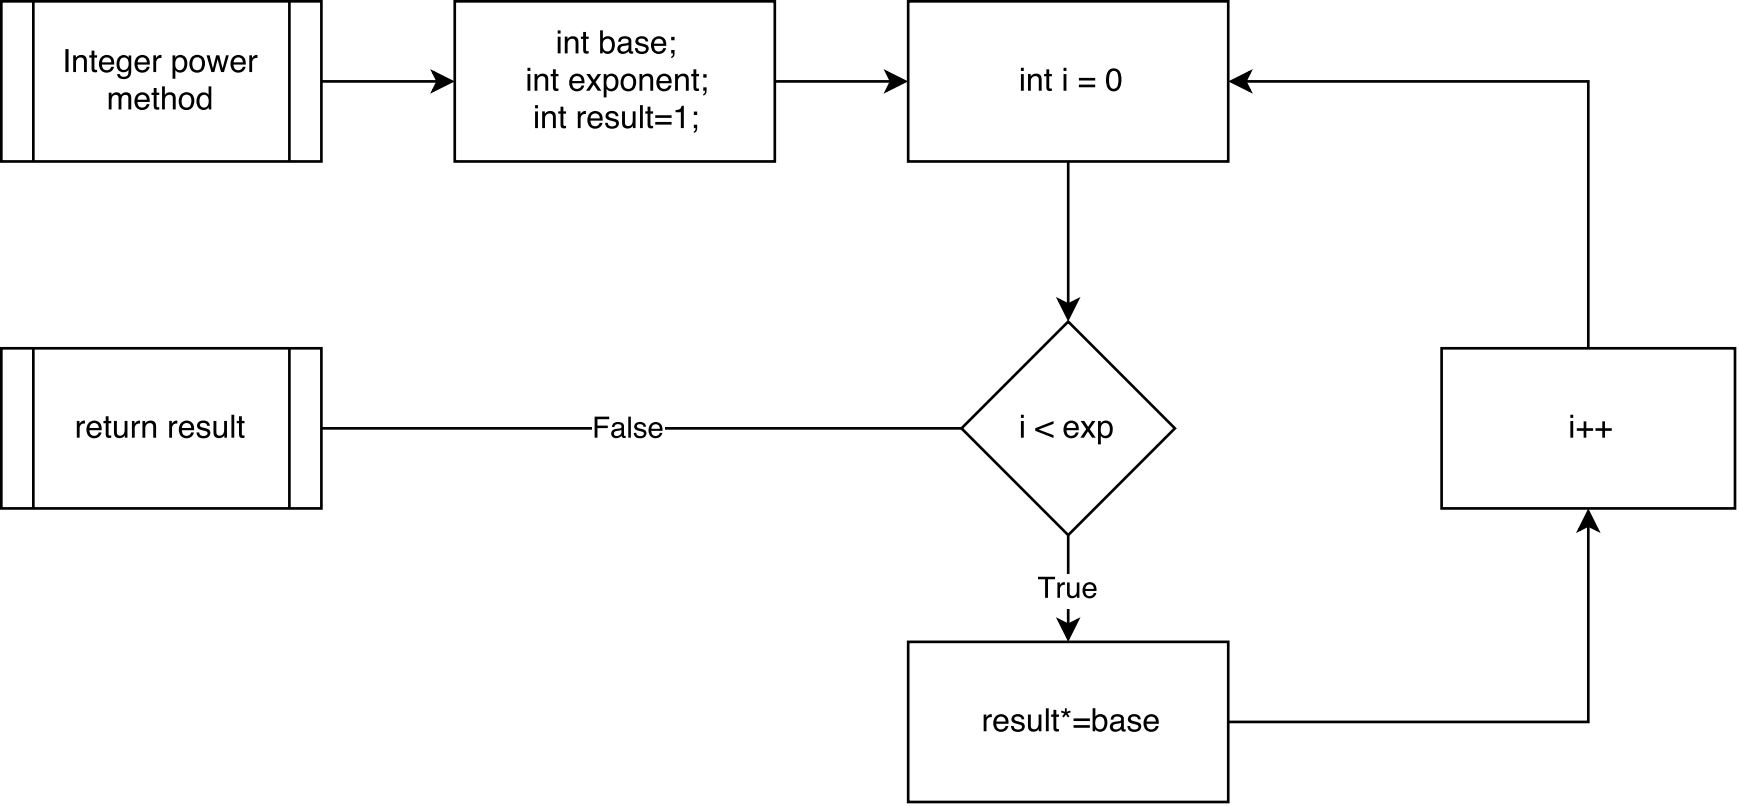 Integer power
method
int base;
int exponent;
int result=1;
int i = 0
return result
False
i < exp
i++
True
result*=base